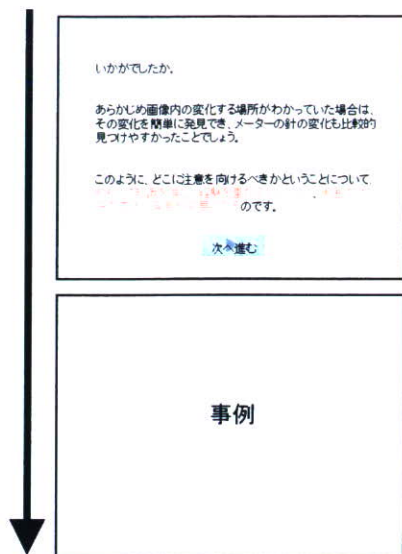 いかがでしたか。
あらかじめ画像内の変化する場所がわかっていた場合は、
その変化を簡単に発見でき、メーターの針の変化も比較的
見つけやすかったことでしょう。
このように、どこに注意を向けるべきかということについて
のです。
次へ進む
事例